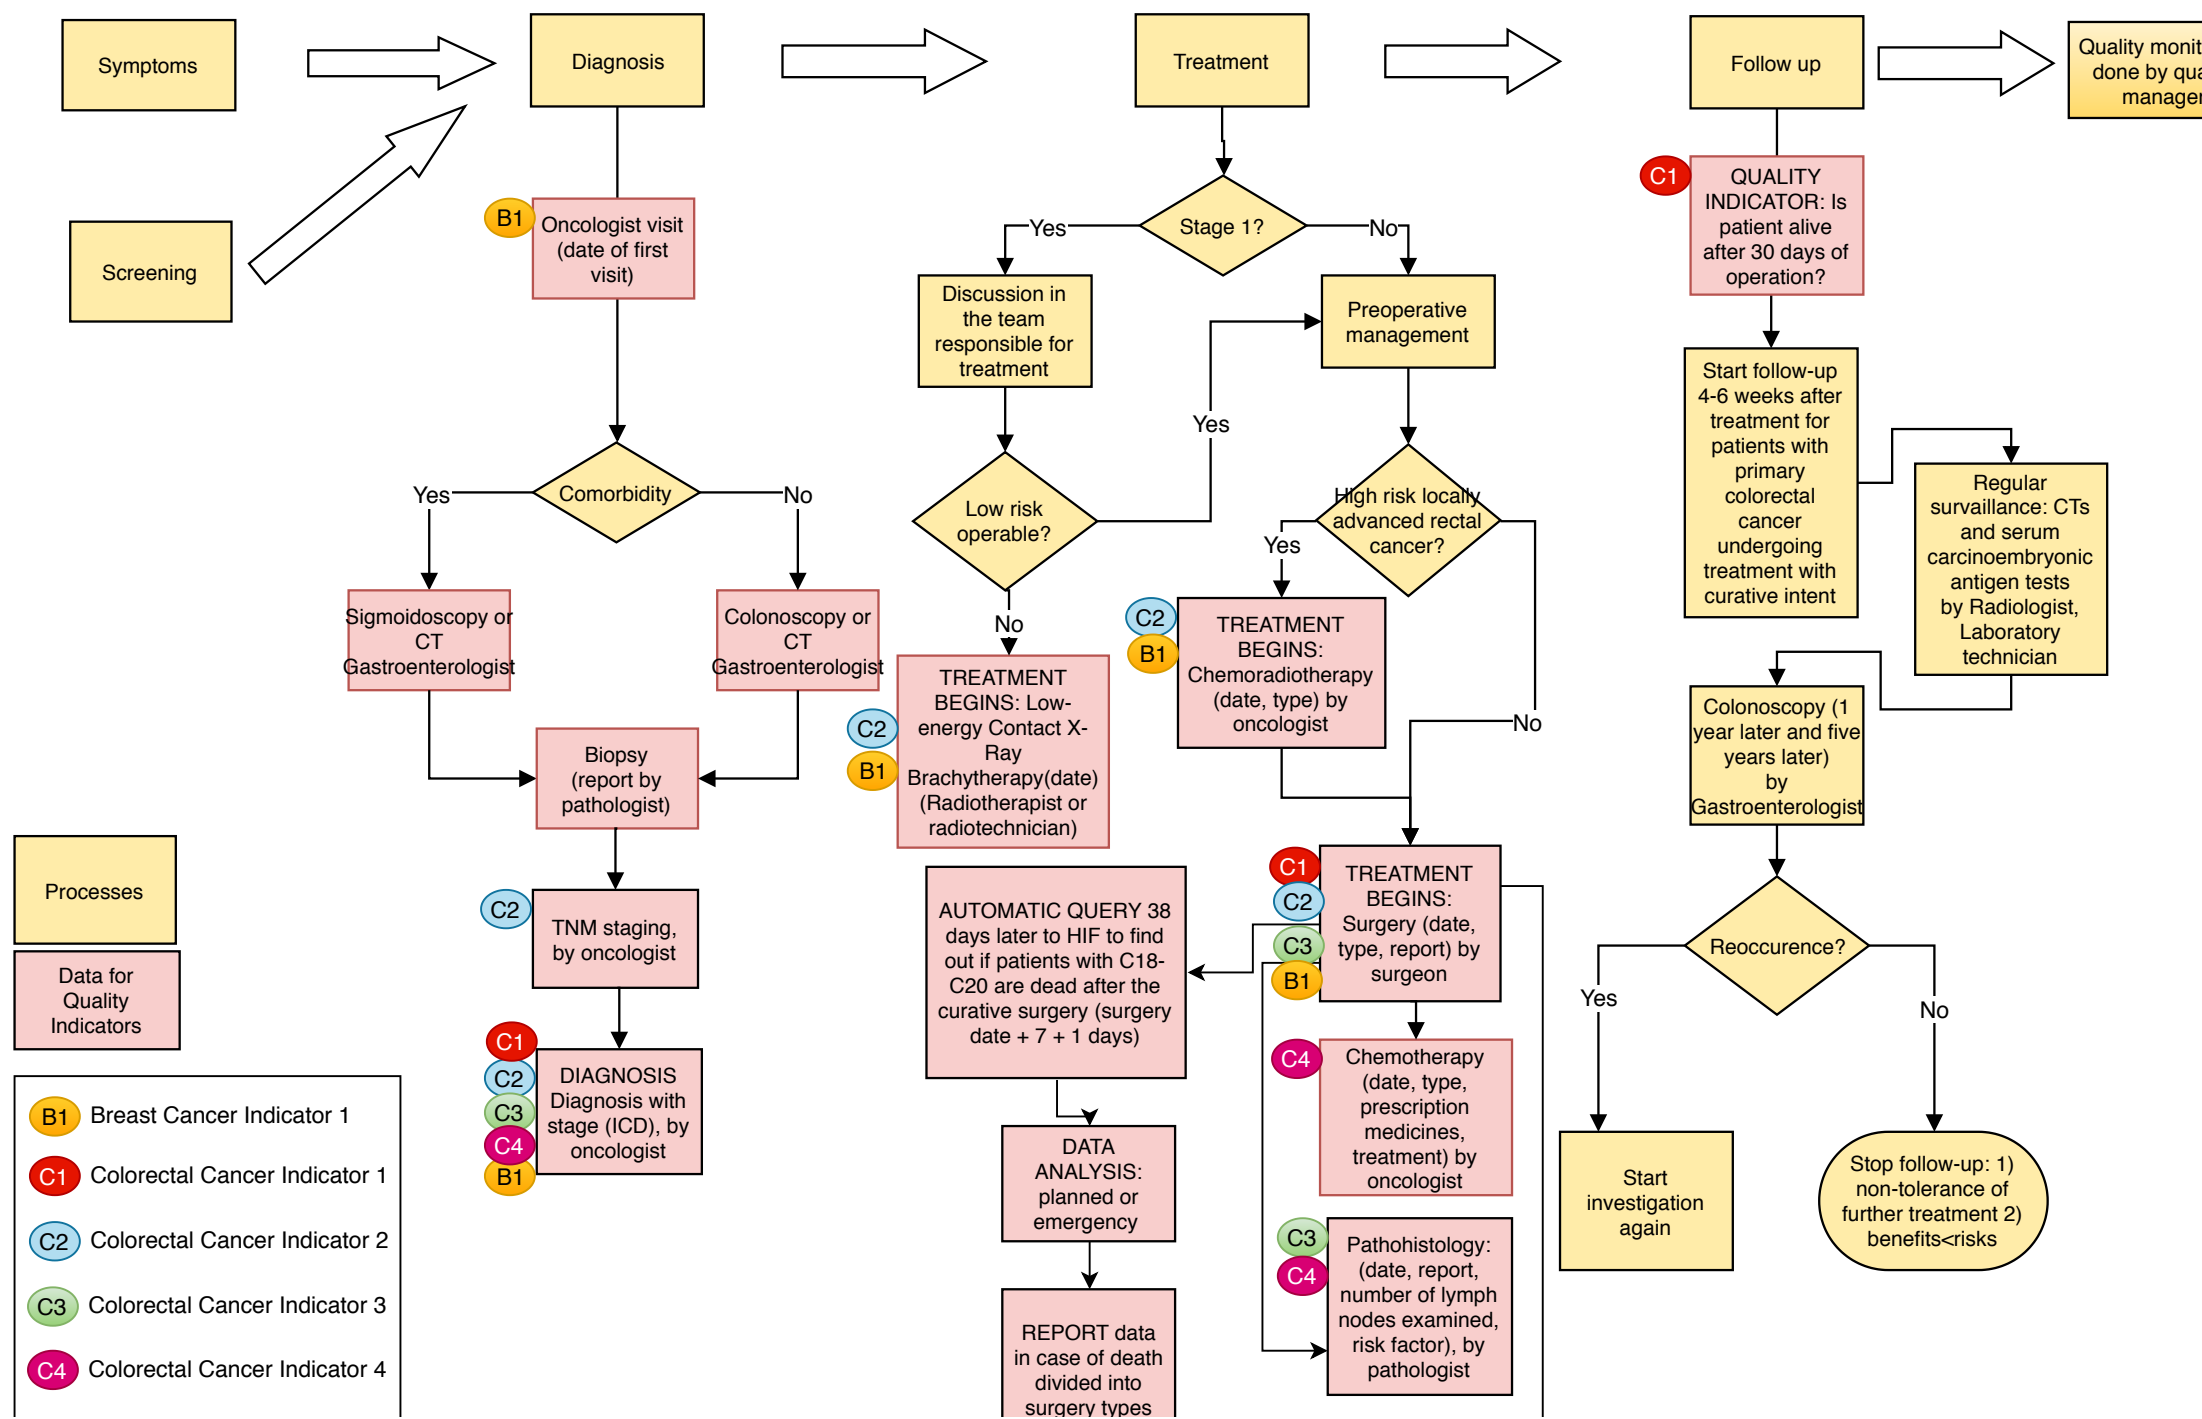 Symptoms
Diagnosis
Treatment
Follow up
Quality monit
done by qua
manager
Screening
B1
Oncologist visit
(date of first
visit)
Comorbidity
Yes
No
Sigmoidoscopy or
CT
Gastroenterologist
Colonoscopy or
CT
Gastroenterologist
Biopsy
(report by
pathologist)
C2
TNM staging,
by oncologist
C1
C2
C3
C4
B1
DIAGNOSIS
Diagnosis with
stage (ICD), by
oncologist
Stage 1?
Yes
No
Discussion in
the team
responsible for
treatment
Preoperative
management
Low risk
operable?
Yes
No
High risk locally
advanced rectal
cancer?
Yes
No
C2
B1
TREATMENT
BEGINS: Low-
energy Contact X-
Ray
Brachytherapy(date)
(Radiotherapist or
radiotechnician)
C2
B1
TREATMENT
BEGINS:
Chemoradiotherapy
(date, type) by
oncologist
C1
C2
C3
B1
TREATMENT
BEGINS:
Surgery (date,
type, report) by
surgeon
AUTOMATIC QUERY 38
days later to HIF to find
out if patients with C18-
C20 are dead after the
curative surgery (surgery
date + 7 + 1 days)
DATA
ANALYSIS:
planned or
emergency
REPORT data
in case of death
divided into
surgery types
C4
Chemotherapy
(date, type,
prescription
medicines,
treatment) by
oncologist
C3
C4
Pathohistology:
(date, report,
number of lymph
nodes examined,
risk factor), by
pathologist
C1
QUALITY
INDICATOR: Is
patient alive
after 30 days of
operation?
Start follow-up
4-6 weeks after
treatment for
patients with
primary
colorectal
cancer
undergoing
treatment with
curative intent
Regular
survaillance: CTs
and serum
carcinoembryonic
antigen tests
by Radiologist,
Laboratory
technician
Colonoscopy (1
year later and five
years later)
by
Gastroenterologist
Reoccurence?
Yes
No
Start
investigation
again
Stop follow-up: 1)
non-tolerance of
further treatment 2)
benefits<risks
Processes
Data for
Quality
Indicators
B1 Breast Cancer Indicator 1
C1 Colorectal Cancer Indicator 1
C2 Colorectal Cancer Indicator 2
C3 Colorectal Cancer Indicator 3
C4 Colorectal Cancer Indicator 4